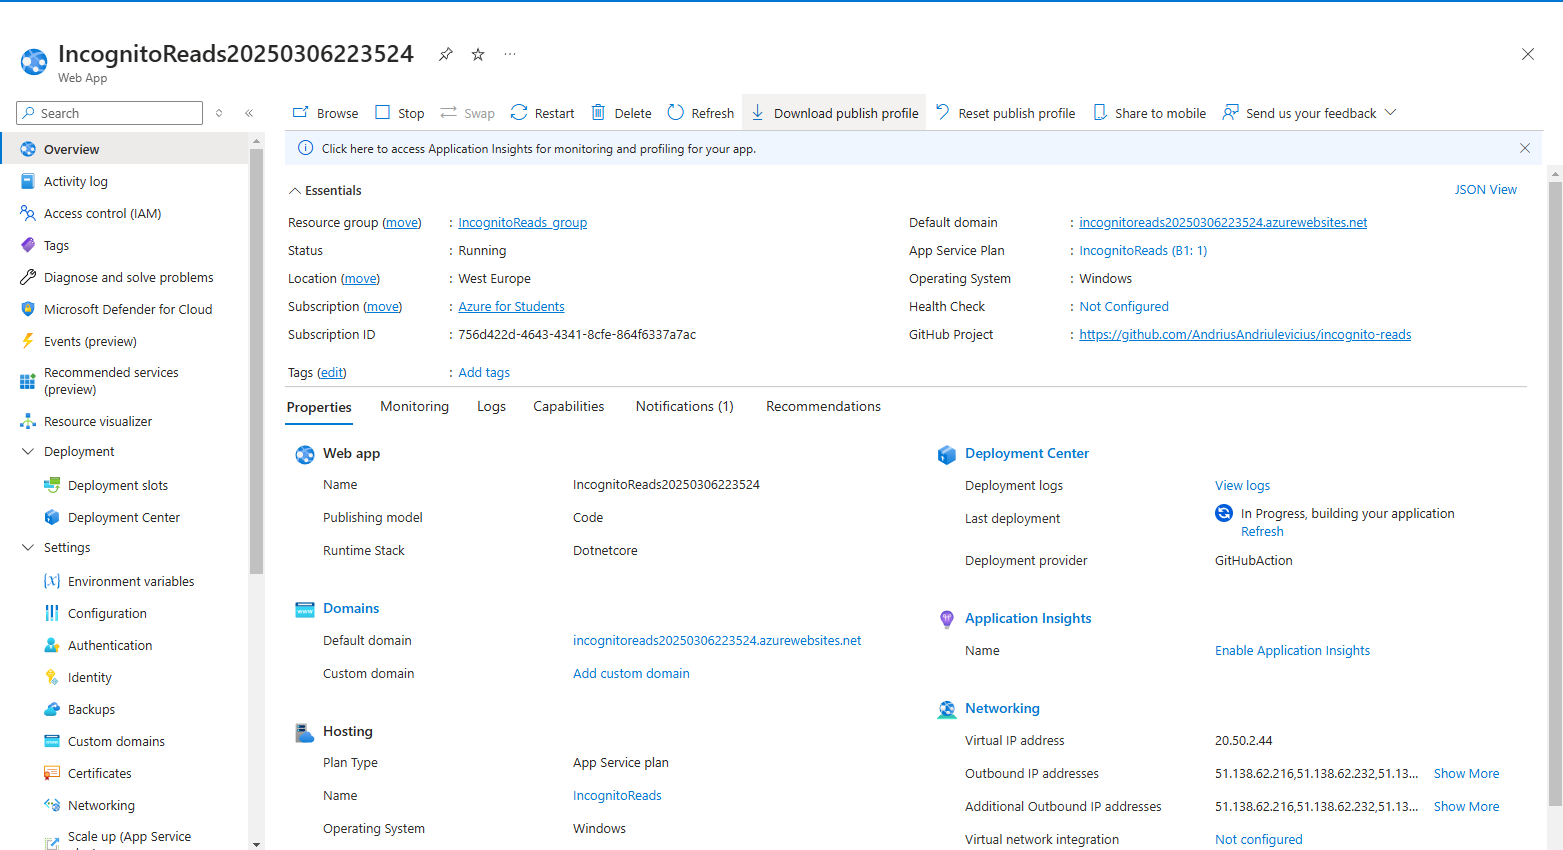 IncognitoReads20250306223524
Web App
Search
Browse Stop Swap Restart Delete Refresh Download publish profile Reset publish profile Share to mobile Send us your feedback
Overview
Activity log
Access control (IAM)
Tags
Diagnose and solve problems
Microsoft Defender for Cloud
Events (preview)
Recommended services
(preview)
Resource visualizer
Deployment
Deployment slots
Deployment Center
Settings
Environment variables
Configuration
Authentication
Identity
Backups
Custom domains
Certificates
Networking
Scale up (App Service
Click here to access Application Insights for monitoring and profiling for your app.
Essentials
JSON View
Resource group (move) : IncognitoReads_group
Status : Running
Location (move) : West Europe
Subscription (move) : Azure for Students
Subscription ID : 756d422d-4643-4341-8cfe-864f6337a7ac
Default domain : incognitoreads20250306223524.azurewebsites.net
App Service Plan : IncognitoReads (B1: 1)
Operating System : Windows
Health Check : Not Configured
GitHub Project : https://github.com/AndriusAndriulevicius/incognito-reads
Tags (edit) : Add tags
Properties Monitoring Logs Capabilities Notifications (1) Recommendations
Web app
Name IncognitoReads20250306223524
Publishing model Code
Runtime Stack Dotnetcore
Domains
Default domain incognitoreads20250306223524.azurewebsites.net
Custom domain Add custom domain
Hosting
Plan Type App Service plan
Name IncognitoReads
Operating System Windows
Deployment Center
Deployment logs View logs
Last deployment In Progress, building your application
Refresh
Deployment provider GitHubAction
Application Insights
Name Enable Application Insights
Networking
Virtual IP address 20.50.2.44
Outbound IP addresses 51.138.62.216,51.138.62.232,51.13... Show More
Additional Outbound IP addresses 51.138.62.216,51.138.62.232,51.13... Show More
Virtual network integration Not configured